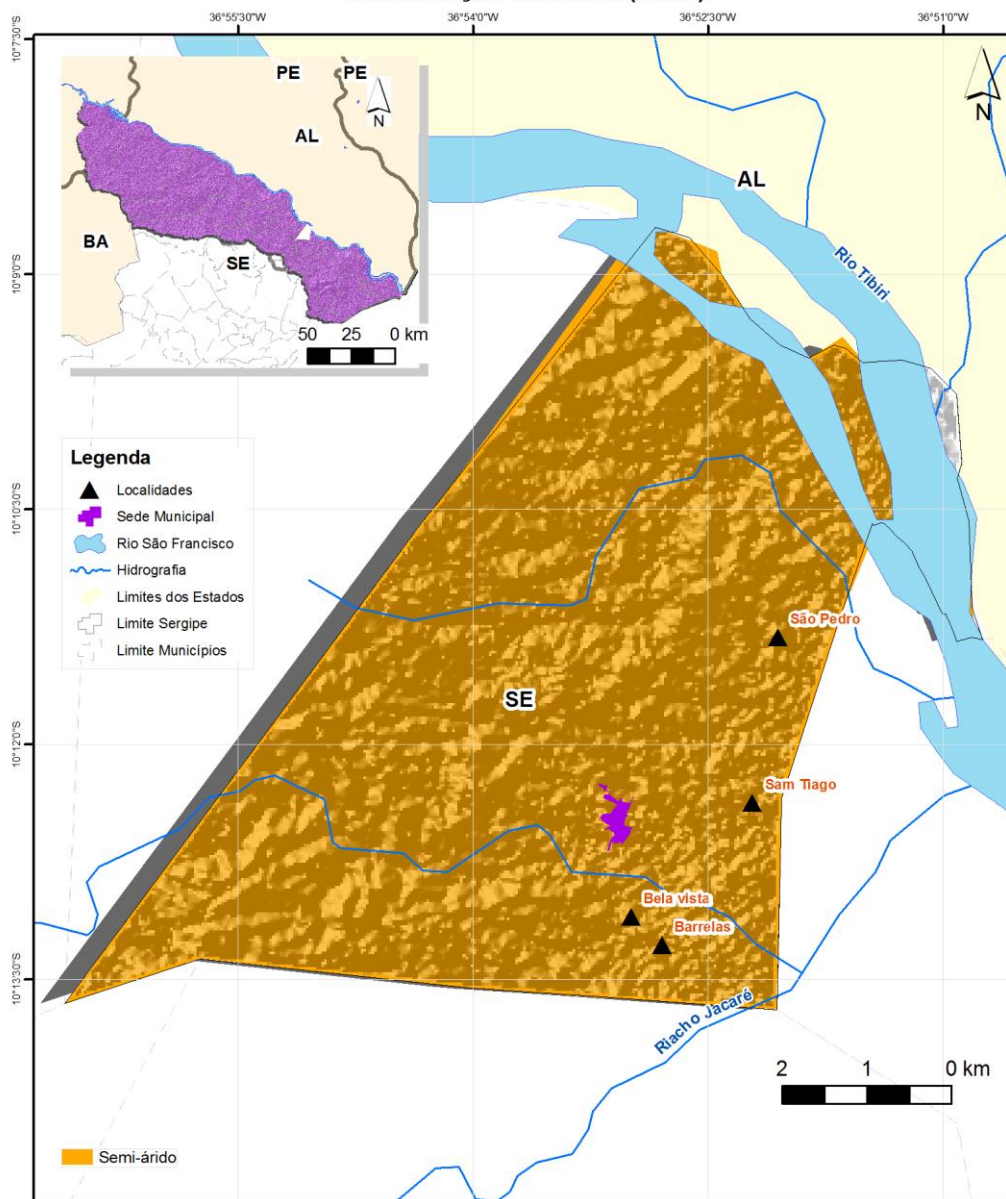 36°55'30"W
36°54'0"W
36°52'30"W
36°51'0"W
10°7'30"S
10°9'0"S
10°10'30"S
10°12'0"S
10°13'30"S
PE
PE
AL
BA
SE
N
50 25 0 km
N
AL
Rio Tibiri
Legenda
Localidades
Sede Municipal
Rio São Francisco
Hidrografia
Limites dos Estados
Limite Sergipe
Limite Municípios
São Pedro
SE
Sam Tiago
Bela vista
Barrelas
Riacho Jacaré
2 1 0 km
Semi-árido